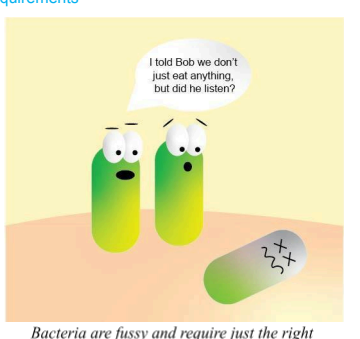 quirements
I told Bob we don't
just eat anything,
but did he listen?
Bacteria are fussy and require just the right